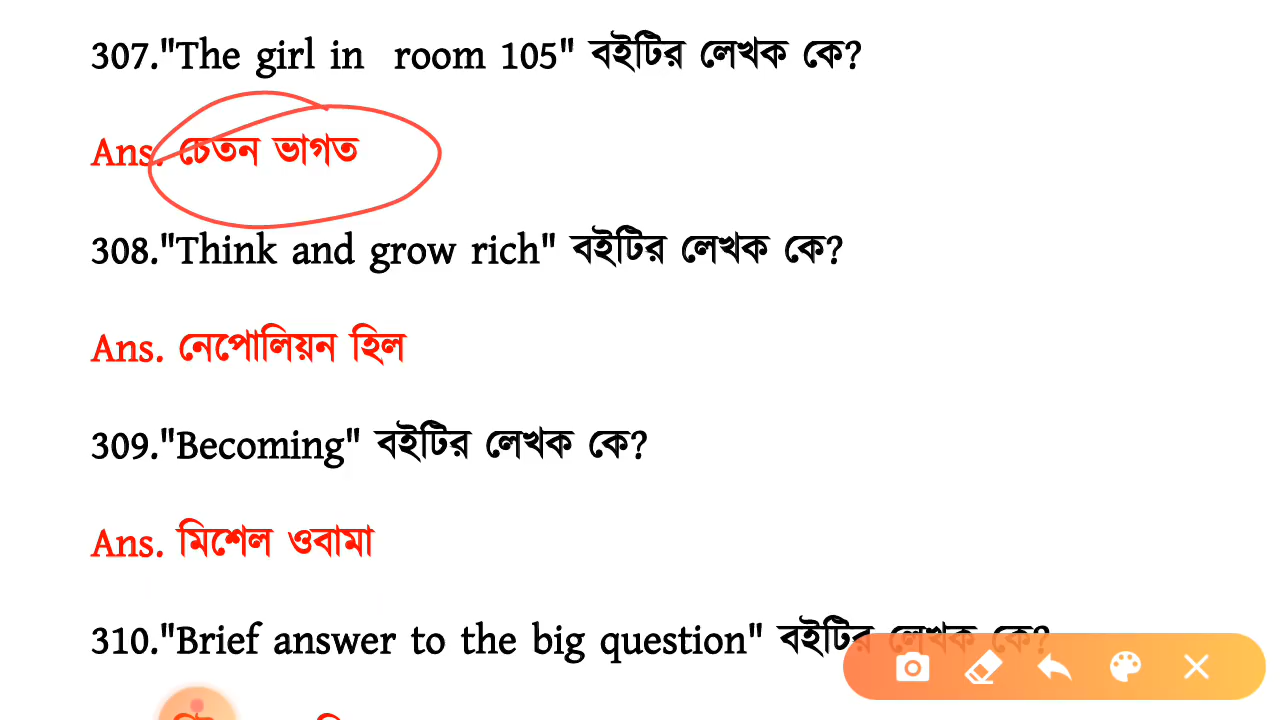 307."The girl in room 105" বইটির লেখক কে?
Ans. চেতন ভাগত
308."Think and grow rich" বইটির লেখক কে?
Ans. নেপোলিয়ন হিল
309."Becoming" বইটির লেখক কে?
Ans. মিশেল ওবামা
310."Brief answer to the big question" বইটির লেখক কে?